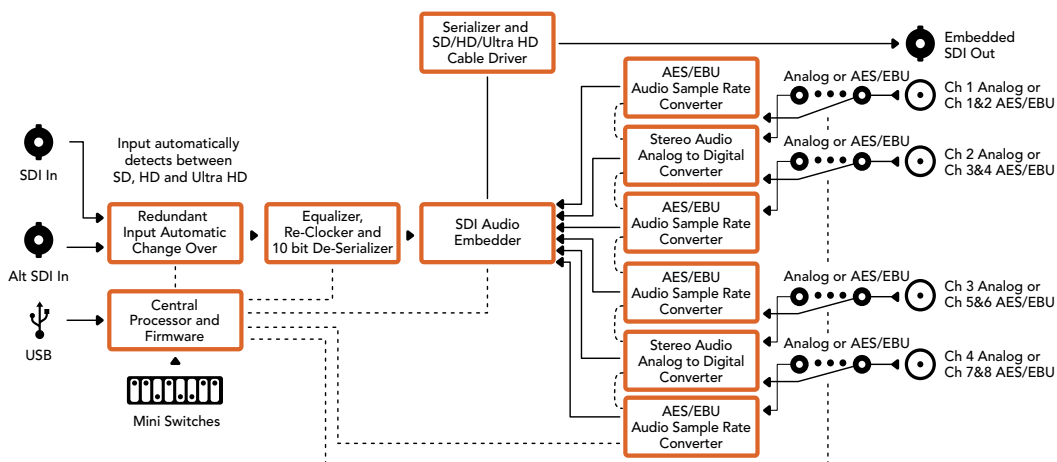 Serializer and
SD/HD/Ultra HD
Cable Driver
Embedded
SDI Out
AES/EBU
Audio Sample Rate
Converter
Analog or AES/EBU
Ch 1 Analog or
Ch 1&2 AES/EBU
Input automatically
detects between
SD, HD and Ultra HD
SDI In
Stereo Audio
Analog to Digital
Converter
Analog or AES/EBU
Ch 2 Analog or
Ch 3&4 AES/EBU
Redundant
Input Automatic
Change Over
Equalizer,
Re-Clocker and
10 bit De-Serializer
SDI Audio
Embedder
AES/EBU
Audio Sample Rate
Converter
Alt SDI In
Central
Processor and
Firmware
USB
AES/EBU
Audio Sample Rate
Converter
Analog or AES/EBU
Ch 3 Analog or
Ch 5&6 AES/EBU
Stereo Audio
Analog to Digital
Converter
Analog or AES/EBU
Ch 4 Analog or
Ch 7&8 AES/EBU
Mini Switches
AES/EBU
Audio Sample Rate
Converter